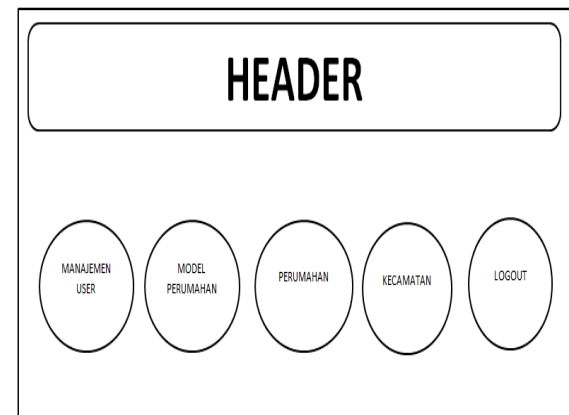 HEADER
MANAJEMEN
USER
MODEL
PERUMAHAN
PERUMAHAN
KECAMATAN
LOGOUT